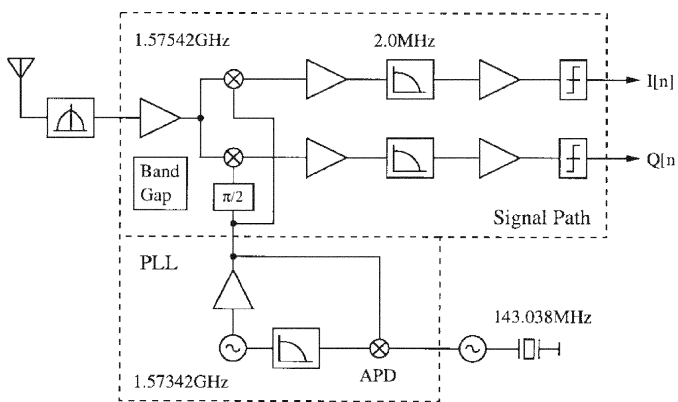 1.57542GHz
2.0MHz
I[n]
Q[n
Band
Gap
π/2
Signal Path
PLL
143.038MHz
APD
1.57342GHz